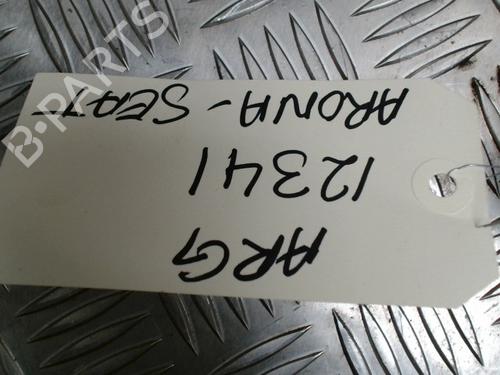 ARG
12341
ARONA - SEAT
B-PARTS